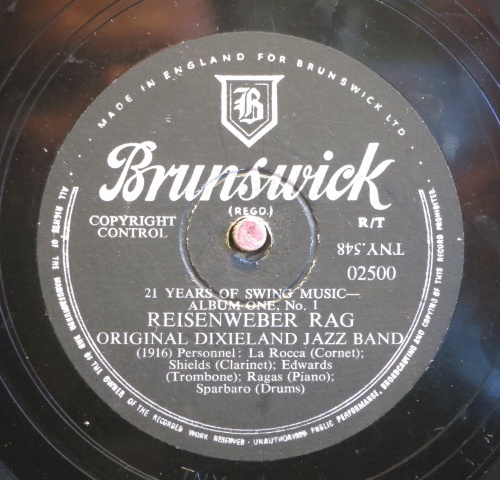 MADE IN ENGLAND FOR BRUNSWICK LTD.
B
Brunswick
(REGD.)
COPYRIGHT
CONTROL
R/T
TNY.548
02500
21 YEARS OF SWING MUSIC—
ALBUM ONE, No. 1
REISENWEBER RAG
ORIGINAL DIXIELAND JAZZ BAND
(1916) Personnel: La Rocca (Cornet);
Shields (Clarinet); Edwards
(Trombone); Ragas (Piano);
Sparbaro (Drums)
ALL RIGHTS OF THE MANUFACTURER AND OF THE OWNER OF THE RECORDED WORK RESERVED · UNAUTHORISED PUBLIC PERFORMANCE, BROADCASTING AND COPYING OF THIS RECORD PROHIBITED.